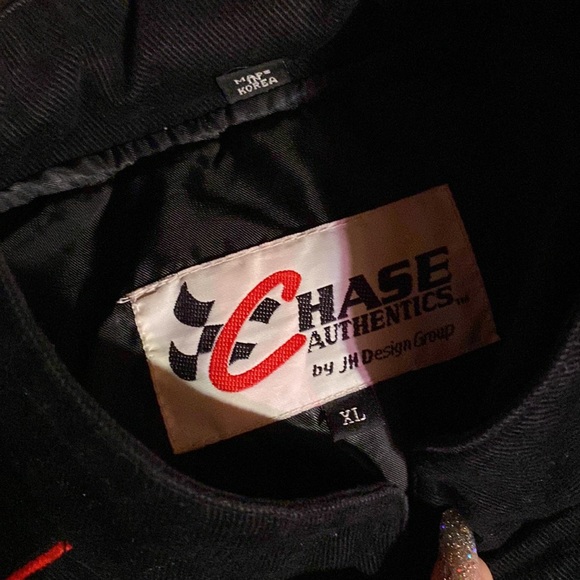 MADE
IN
KOREA
CHASE
AUTHENTICS™
by JH Design Group
XL